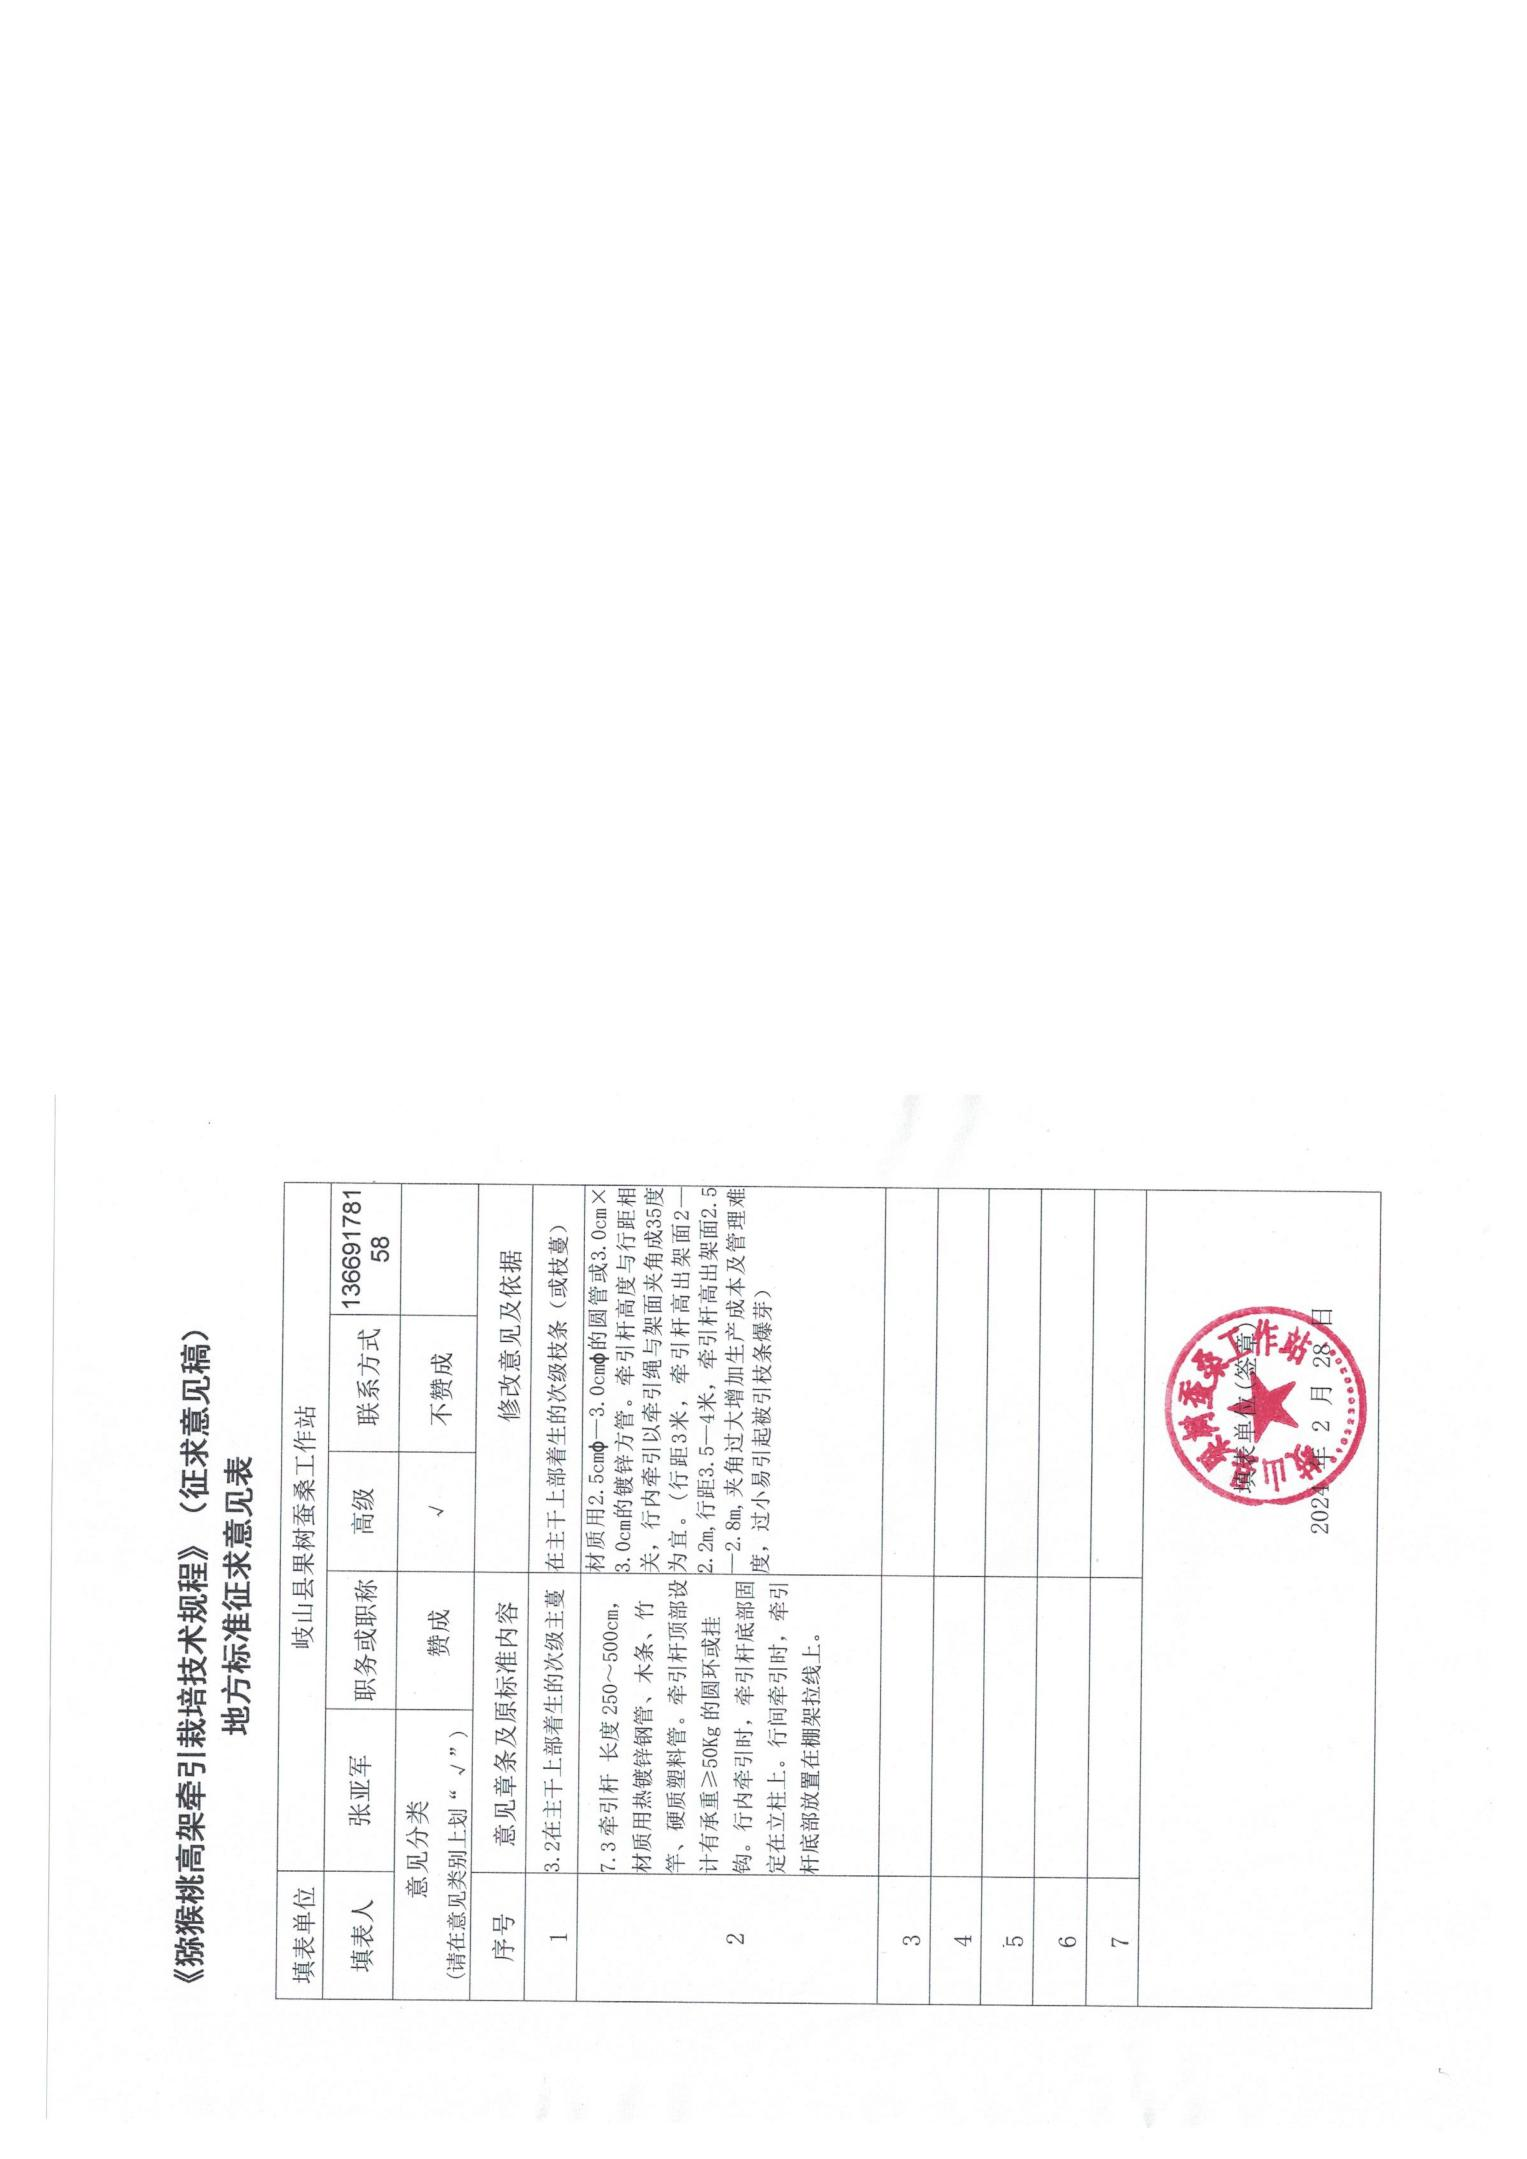 《猕猴桃高架牵引栽培技术规程》（征求意见稿）
地方标准征求意见表
填表单位 岐山县果树蚕桑工作站
填表人 张亚军 职务或职称 高级 联系方式 136691781
58
意见分类
(请在意见类别上划“√”) 赞成 √ 不赞成
序号 意见章条及原标准内容 修改意见及依据
1 3.2在主干上部着生的次级主蔓 在主干上部着生的次级枝条（或枝蔓）
2
7.3 牵引杆 长度 250～500cm，
材质用热镀锌钢管、木条、竹
竿、硬质塑料管。牵引杆顶部设
计有承重≥50Kg 的圆环或挂
钩。行内牵引时，牵引杆底部固
定在立柱上。行间牵引时，牵引
杆底部放置在棚架拉线上。
材质用2.5cmф—3.0cmф的圆管或3.0cm×
3.0cm的镀锌方管。牵引杆高度与行距相
关，行内牵引以牵引绳与架面夹角成35度
为宜。（行距3米，牵引杆高出架面2—
2.2m,行距3.5—4米，牵引杆高出架面2.5
—2.8m,夹角过大增加生产成本及管理难
度，过小易引起被引枝条爆芽）
3
4
5
6
7
填表单位(签章)
2024年 2 月 28 日
岐山县果树蚕桑工作站